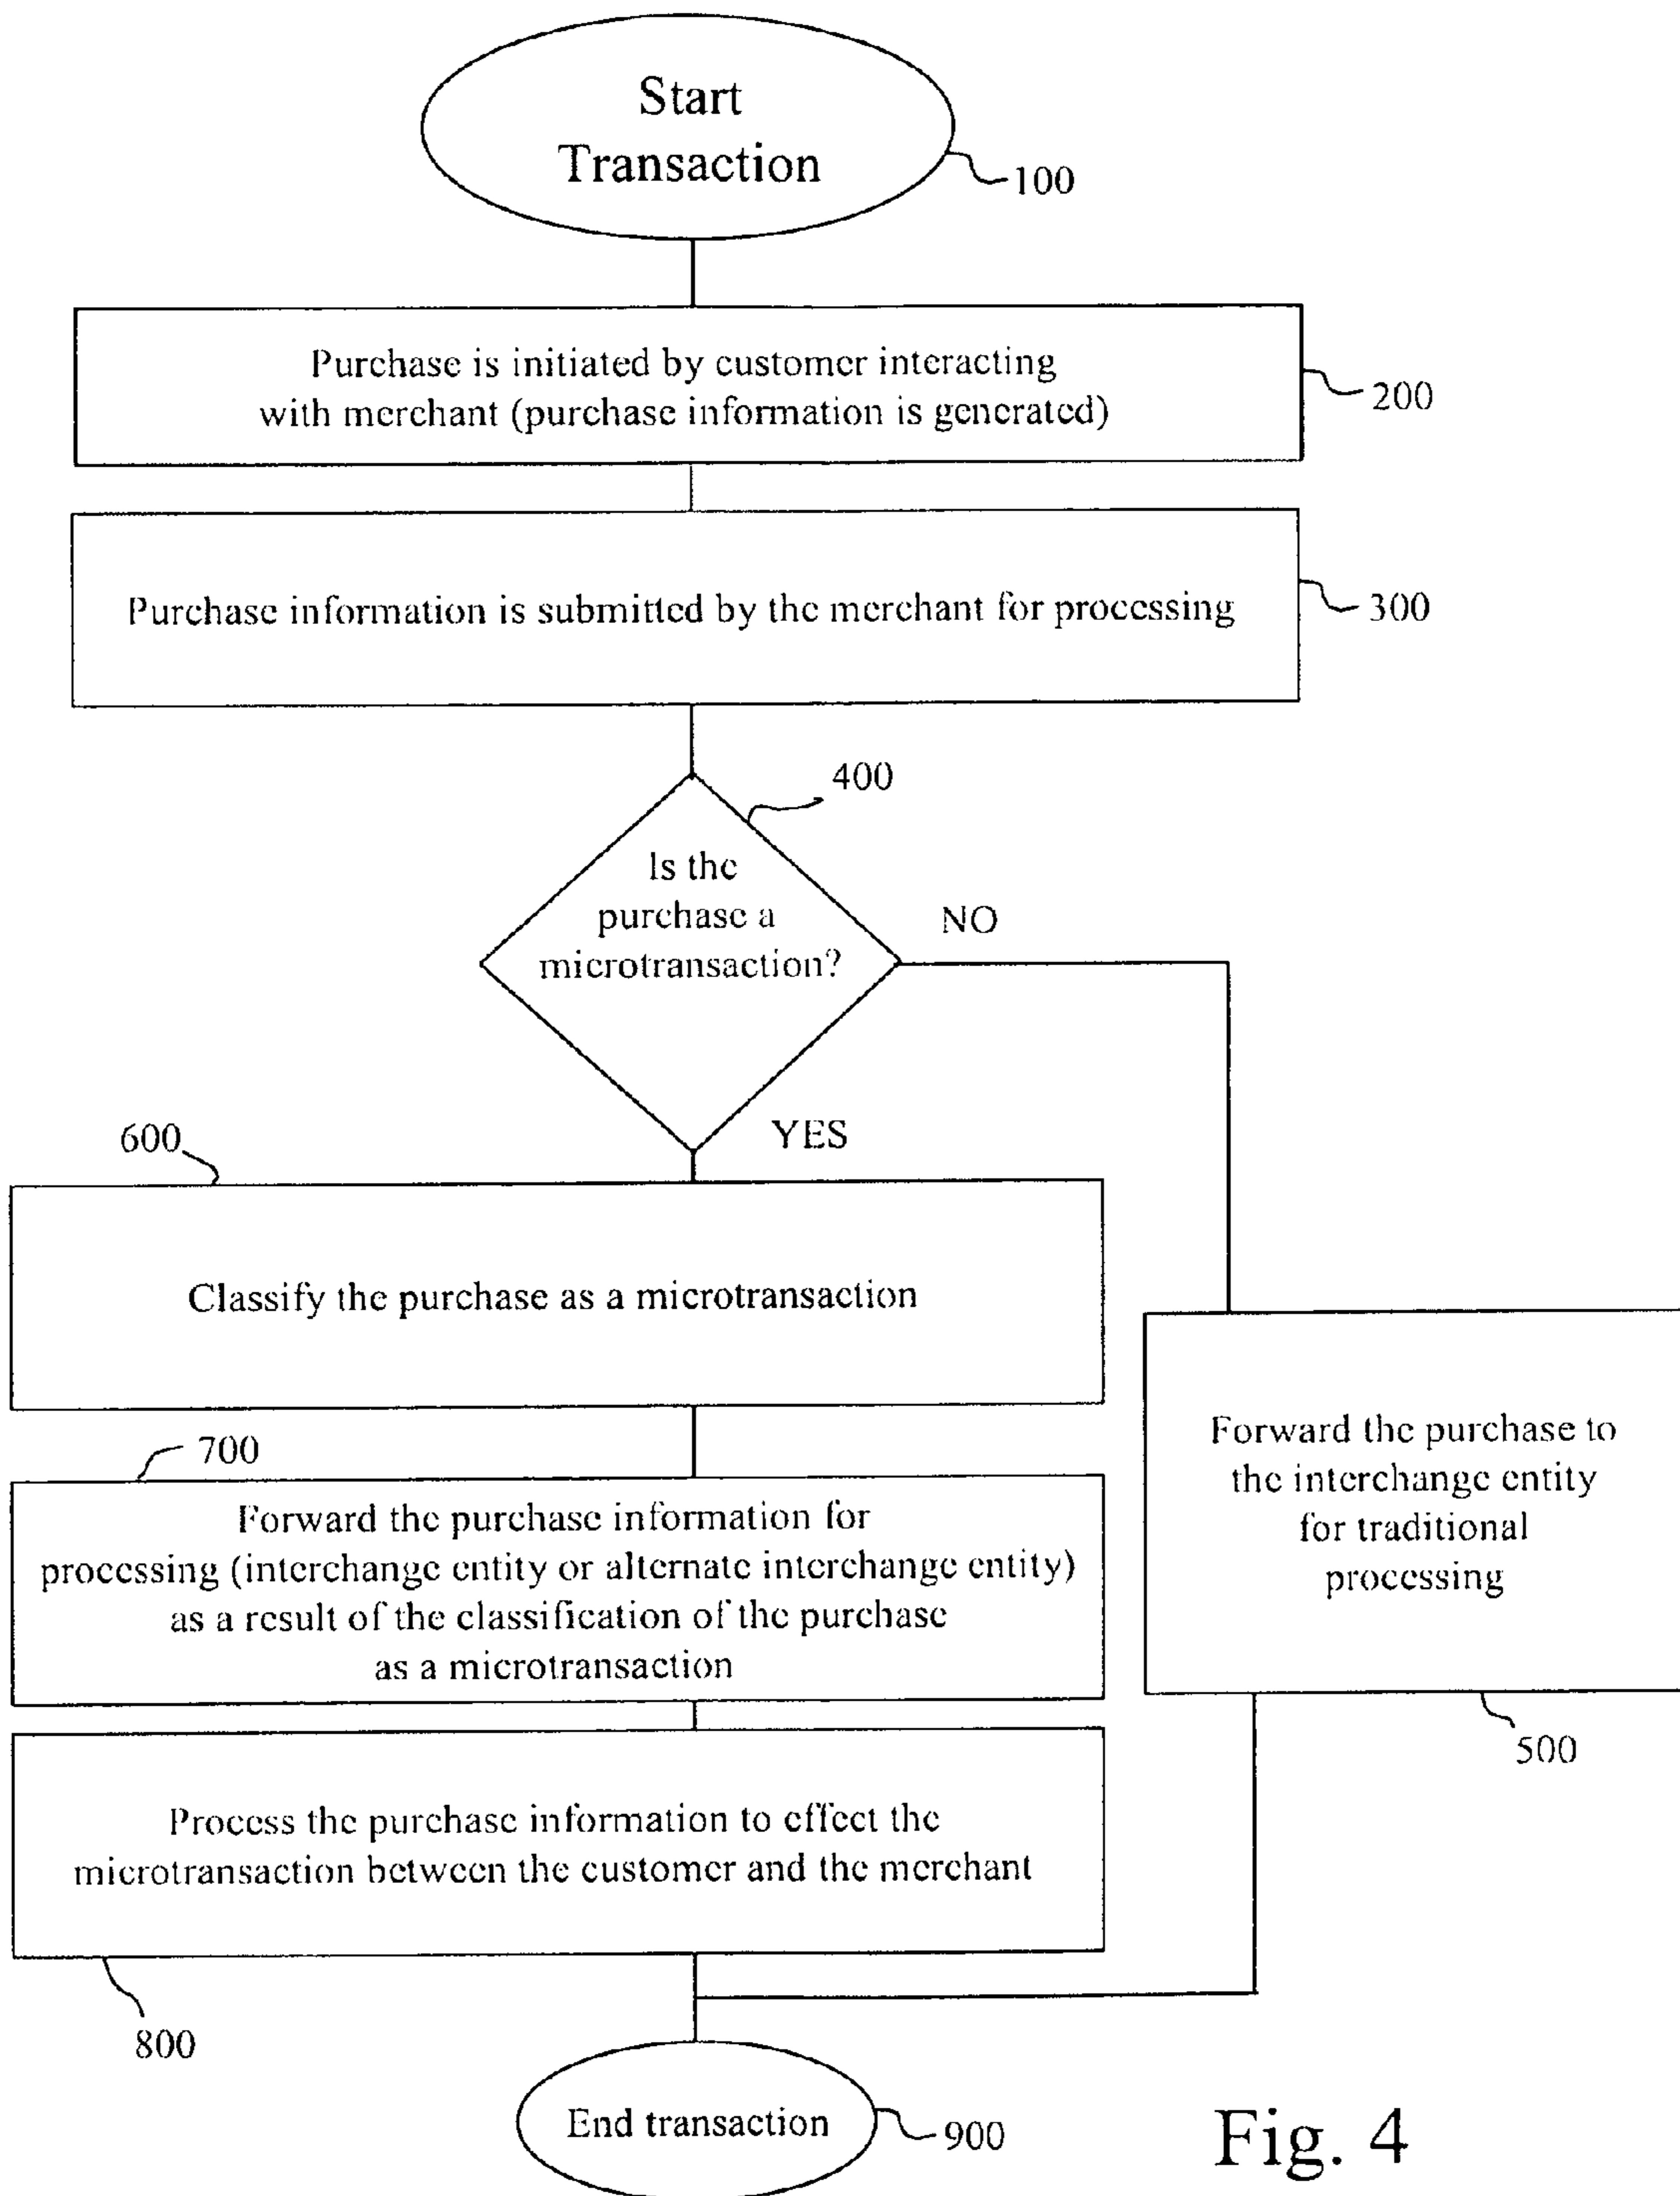 Start
Transaction
100
Purchase is initiated by customer interacting
with merchant (purchase information is generated)
200
Purchase information is submitted by the merchant for processing
300
400
Is the
purchase a
microtransaction?
NO
YES
600
Classify the purchase as a microtransaction
700
Forward the purchase information for
processing (interchange entity or alternate interchange entity)
as a result of the classification of the purchase
as a microtransaction
Forward the purchase to
the interchange entity
for traditional
processing
500
Process the purchase information to effect the
microtransaction between the customer and the merchant
800
End transaction
900
Fig. 4